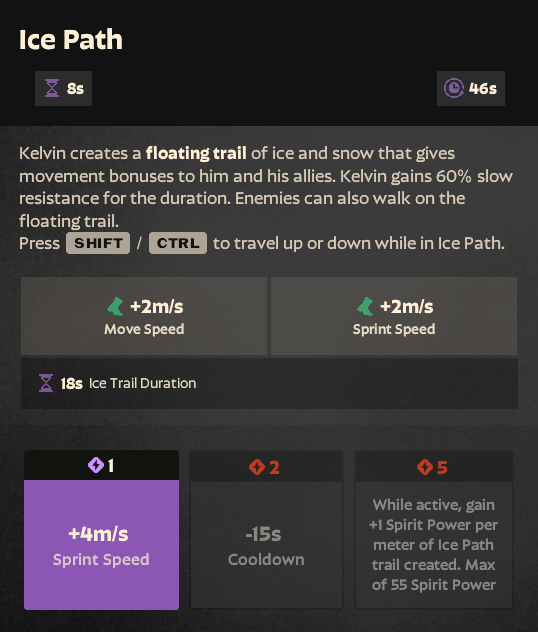 Ice Path
8s
46s
Kelvin creates a floating trail of ice and snow that gives
movement bonuses to him and his allies. Kelvin gains 60% slow
resistance for the duration. Enemies can also walk on the
floating trail.
Press SHIFT / CTRL to travel up or down while in Ice Path.
+2m/s
Move Speed
+2m/s
Sprint Speed
18s Ice Trail Duration
1
+4m/s
Sprint Speed
2
-15s
Cooldown
5
While active, gain
+1 Spirit Power per
meter of Ice Path
trail created. Max
of 55 Spirit Power